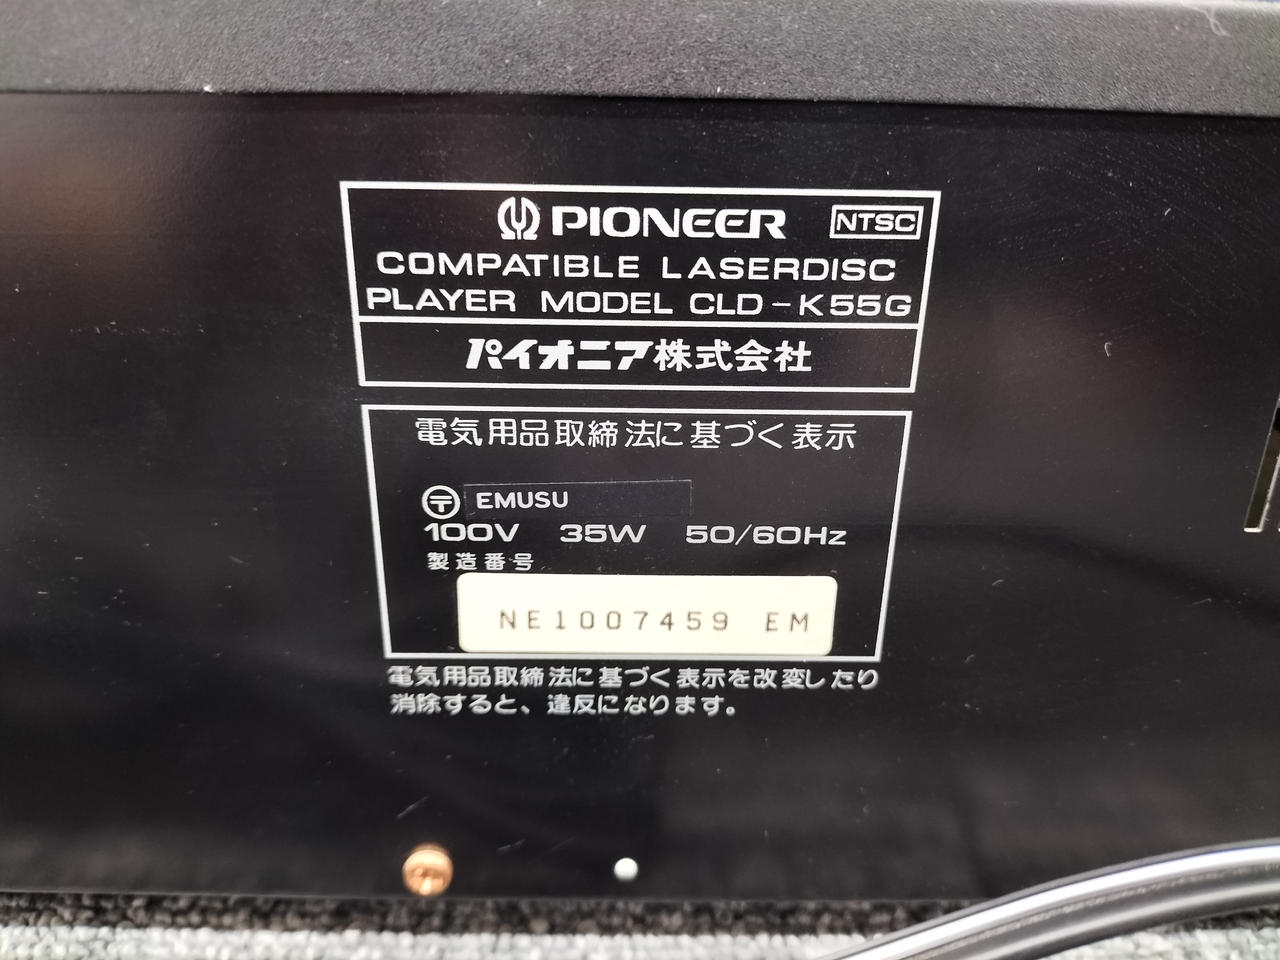 PIONEER NTSC
COMPATIBLE LASERDISC
PLAYER MODEL CLD-K55G
パイオニア株式会社
電気用品取締法に基づく表示
〒 EMUSU
100V 35W 50/60Hz
製造番号
NE1007459 EM
電気用品取締法に基づく表示を改変したり
消除すると、違反になります。